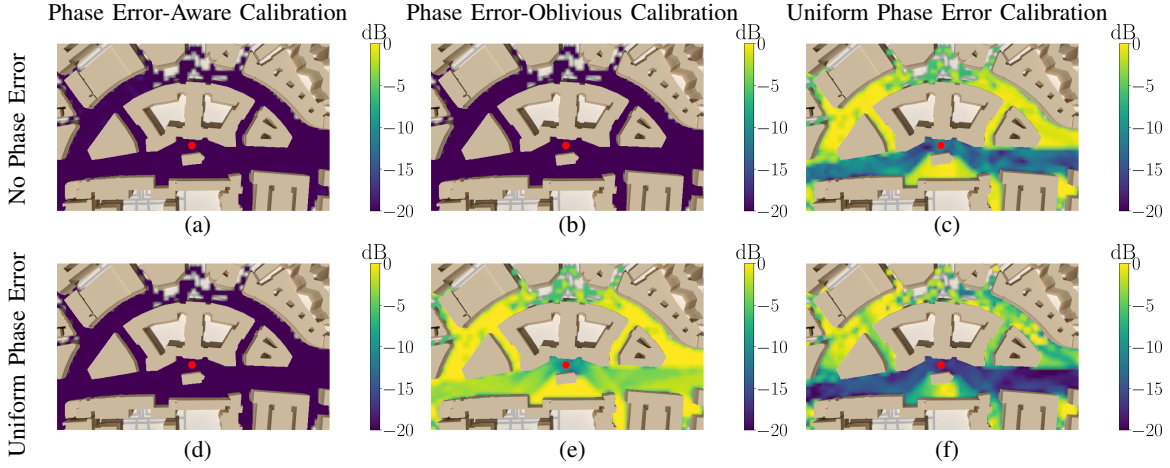 Phase Error-Aware Calibration
Phase Error-Oblivious Calibration
Uniform Phase Error Calibration
No Phase Error
dB
0
−5
−10
−15
−20
(a)
dB
0
−5
−10
−15
−20
(b)
dB
0
−5
−10
−15
−20
(c)
Uniform Phase Error
dB
0
−5
−10
−15
−20
(d)
dB
0
−5
−10
−15
−20
(e)
dB
0
−5
−10
−15
−20
(f)